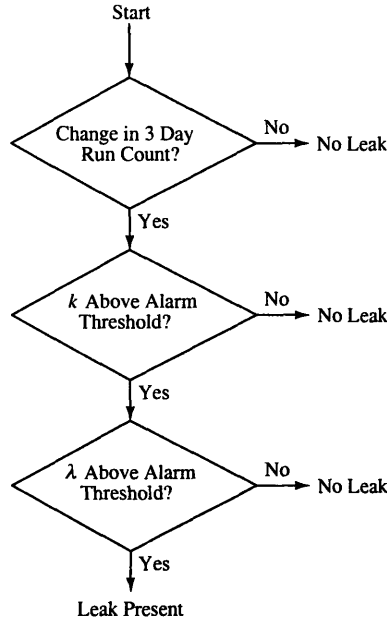 Start
Change in 3 Day
Run Count?
No
No Leak
Yes
k Above Alarm
Threshold?
No
No Leak
Yes
λ Above Alarm
Threshold?
No
No Leak
Yes
Leak Present